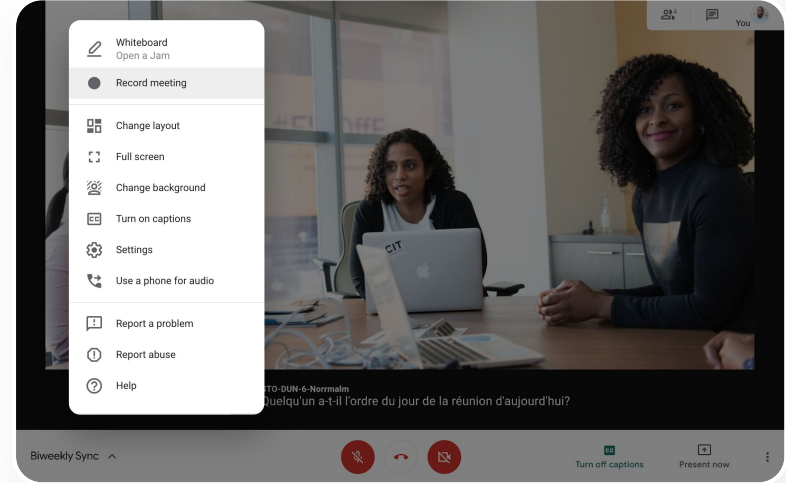 You
Whiteboard
Open a Jam
Record meeting
Change layout
Full screen
Change background
Turn on captions
Settings
Use a phone for audio
Report a problem
Report abuse
Help
CIT
STO-DUN-6-Norrmalm
Quelqu'un a-t-il l'ordre du jour de la réunion d'aujourd'hui?
Biweekly Sync
CC
Turn off captions
Present now